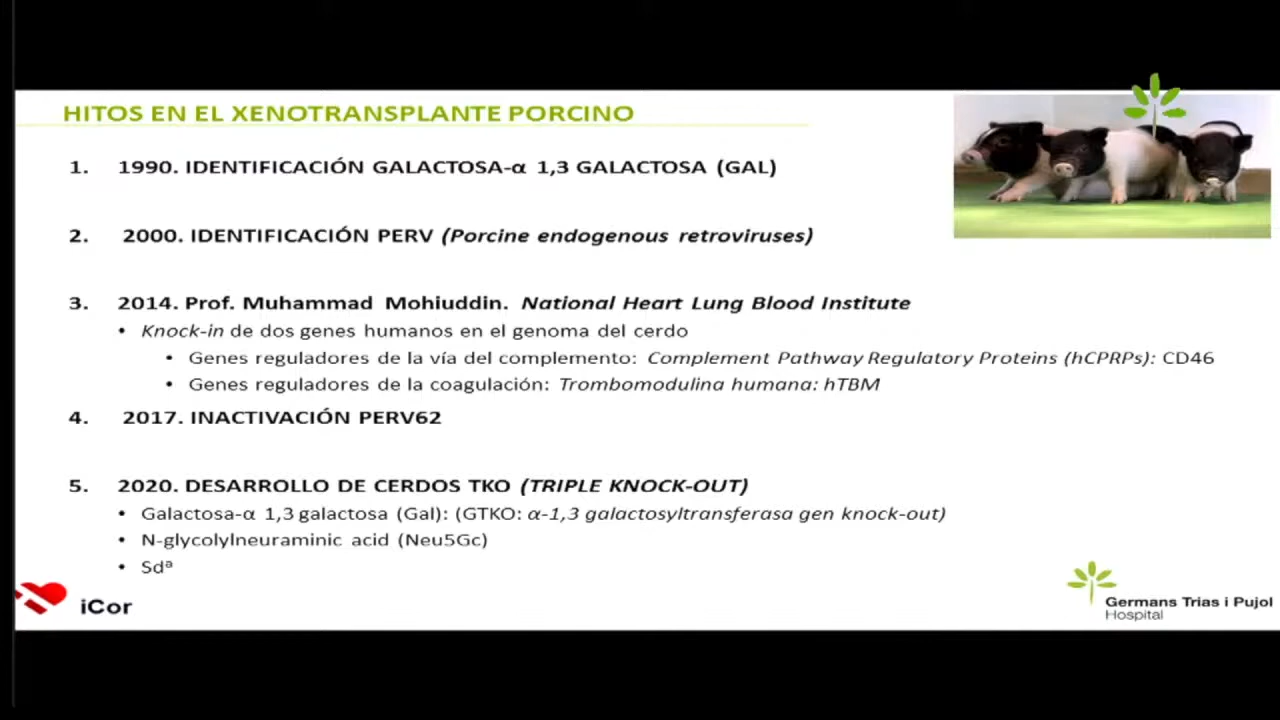 HITOS EN EL XENOTRANSPLANTE PORCINO
1. 1990. IDENTIFICACIÓN GALACTOSA-α 1,3 GALACTOSA (GAL)
2. 2000. IDENTIFICACIÓN PERV (Porcine endogenous retroviruses)
3. 2014. Prof. Muhammad Mohiuddin. National Heart Lung Blood Institute
• Knock-in de dos genes humanos en el genoma del cerdo
• Genes reguladores de la vía del complemento: Complement Pathway Regulatory Proteins (hCPRPs): CD46
• Genes reguladores de la coagulación: Trombomodulina humana: hTBM
4. 2017. INACTIVACIÓN PERV62
5. 2020. DESARROLLO DE CERDOS TKO (TRIPLE KNOCK-OUT)
• Galactosa-α 1,3 galactosa (Gal): (GTKO: α-1,3 galactosyltransferasa gen knock-out)
• N-glycolylneuraminic acid (Neu5Gc)
• Sdª
iCor
Germans Trias i Pujol
Hospital